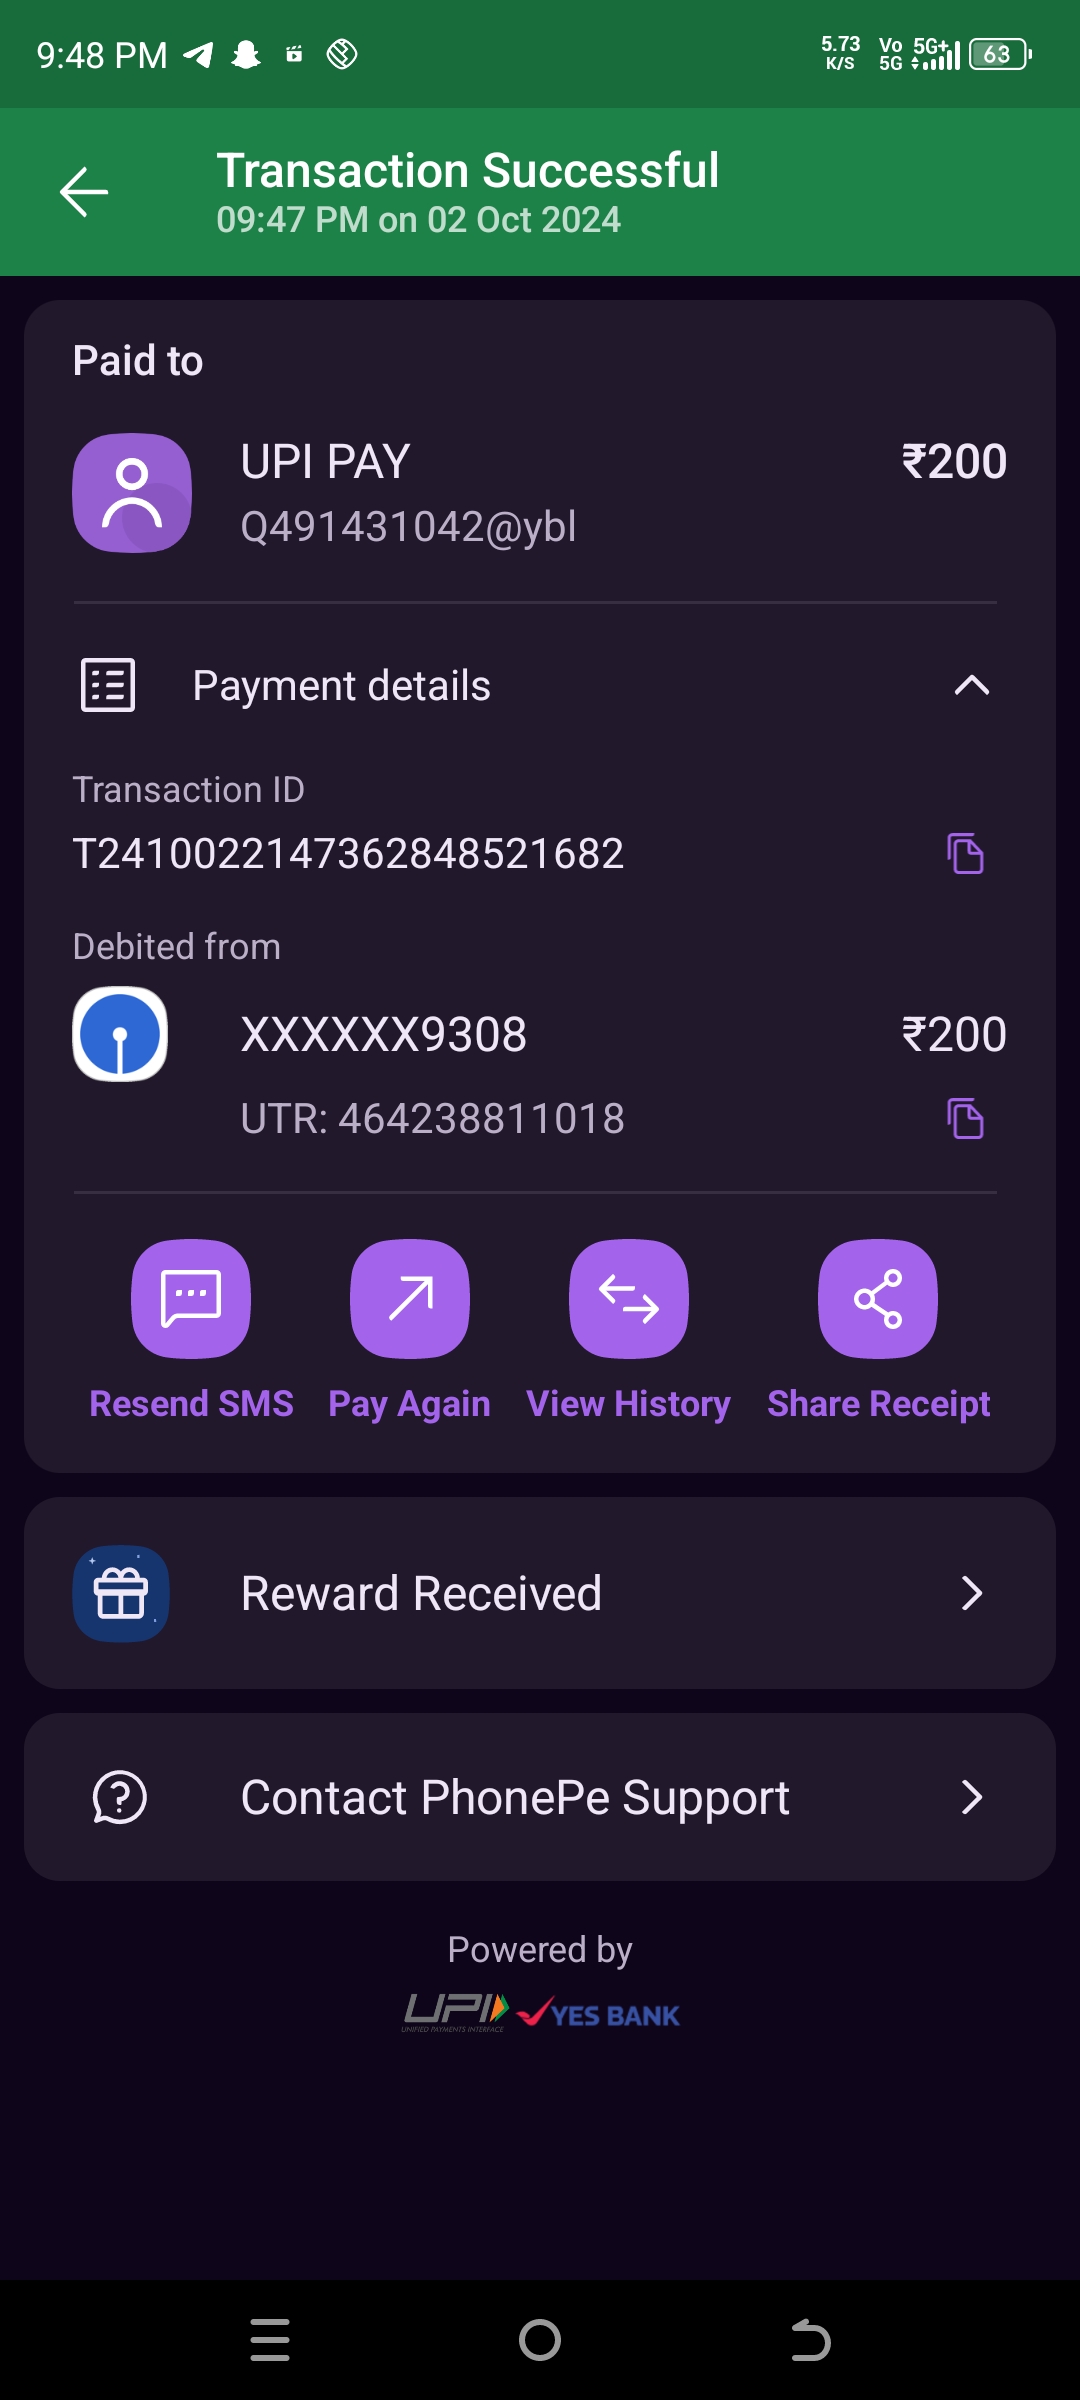 9:48 PM
5.73 K/S Vo 5G 5G+ 63
Transaction Successful
09:47 PM on 02 Oct 2024
Paid to
UPI PAY ₹200
Q491431042@ybl
Payment details
Transaction ID
T2410022147362848521682
Debited from
XXXXXX9308 ₹200
UTR: 464238811018
Resend SMS Pay Again View History Share Receipt
Reward Received
Contact PhonePe Support
Powered by
UPI YES BANK
UNIFIED PAYMENTS INTERFACE